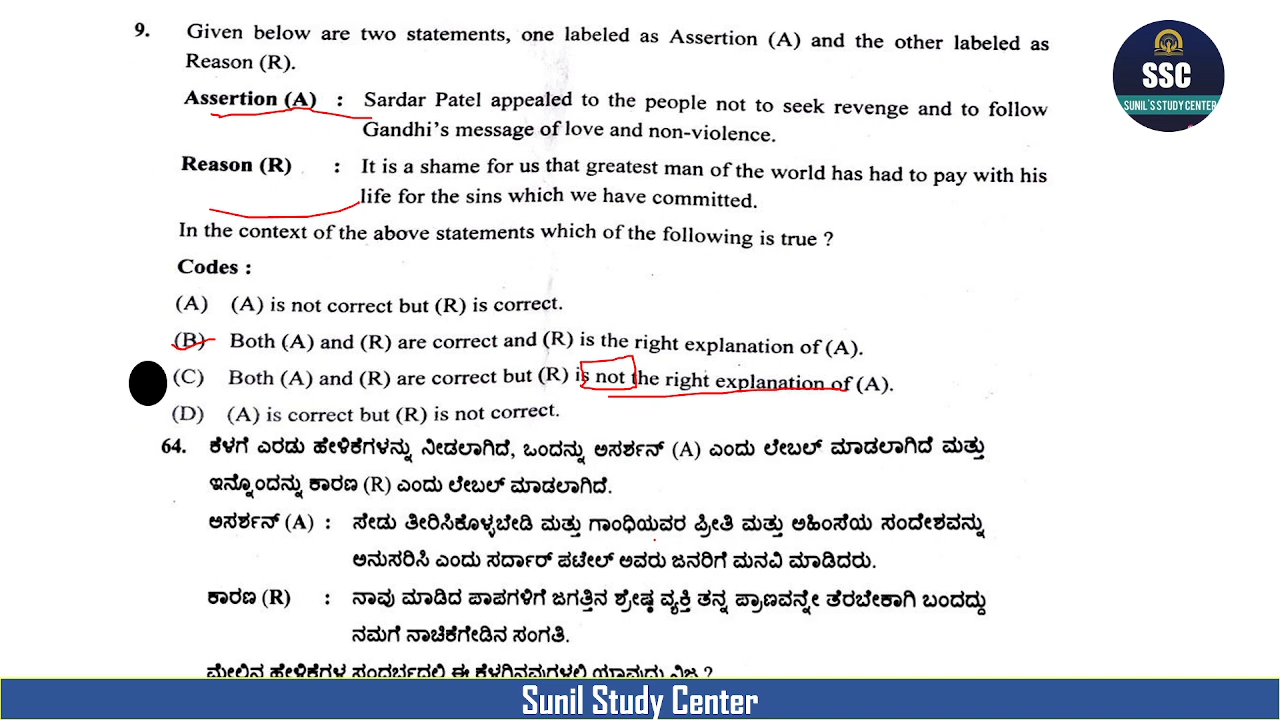 9. Given below are two statements, one labeled as Assertion (A) and the other labeled as
Reason (R).
Assertion (A) : Sardar Patel appealed to the people not to seek revenge and to follow
Gandhi's message of love and non-violence.
Reason (R) : It is a shame for us that greatest man of the world has had to pay with his
life for the sins which we have committed.
In the context of the above statements which of the following is true ?
Codes :
(A) (A) is not correct but (R) is correct.
(B) Both (A) and (R) are correct and (R) is the right explanation of (A).
(C) Both (A) and (R) are correct but (R) is not the right explanation of (A).
(D) (A) is correct but (R) is not correct.
64. ಕೆಳಗೆ ಎರಡು ಹೇಳಿಕೆಗಳನ್ನು ನೀಡಲಾಗಿದೆ, ಒಂದನ್ನು ಅಸರ್ಶನ್ (A) ಎಂದು ಲೇಬಲ್ ಮಾಡಲಾಗಿದೆ ಮತ್ತು
ಇನ್ನೊಂದನ್ನು ಕಾರಣ (R) ಎಂದು ಲೇಬಲ್ ಮಾಡಲಾಗಿದೆ.
ಅಸರ್ಶನ್ (A) : ಸೇಡು ತೀರಿಸಿಕೊಳ್ಳಬೇಡಿ ಮತ್ತು ಗಾಂಧಿಯವರ ಪ್ರೀತಿ ಮತ್ತು ಅಹಿಂಸೆಯ ಸಂದೇಶವನ್ನು
ಅನುಸರಿಸಿ ಎಂದು ಸರ್ದಾರ್ ಪಟೇಲ್ ಅವರು ಜನರಿಗೆ ಮನವಿ ಮಾಡಿದರು.
ಕಾರಣ (R) : ನಾವು ಮಾಡಿದ ಪಾಪಗಳಿಗೆ ಜಗತ್ತಿನ ಶ್ರೇಷ್ಠ ವ್ಯಕ್ತಿ ತನ್ನ ಪ್ರಾಣವನ್ನೇ ತೆರಬೇಕಾಗಿ ಬಂದದ್ದು
ನಮಗೆ ನಾಚಿಕೆಗೇಡಿನ ಸಂಗತಿ.
ಮೇಲಿನ ಹೇಳಿಕೆಗಳ ಸಂದರ್ಭದಲ್ಲಿ ಈ ಕೆಳಗಿನವುಗಳಲ್ಲಿ ಯಾವುದು ನಿಜ ?
SSC
SUNIL'S STUDY CENTER
Sunil Study Center